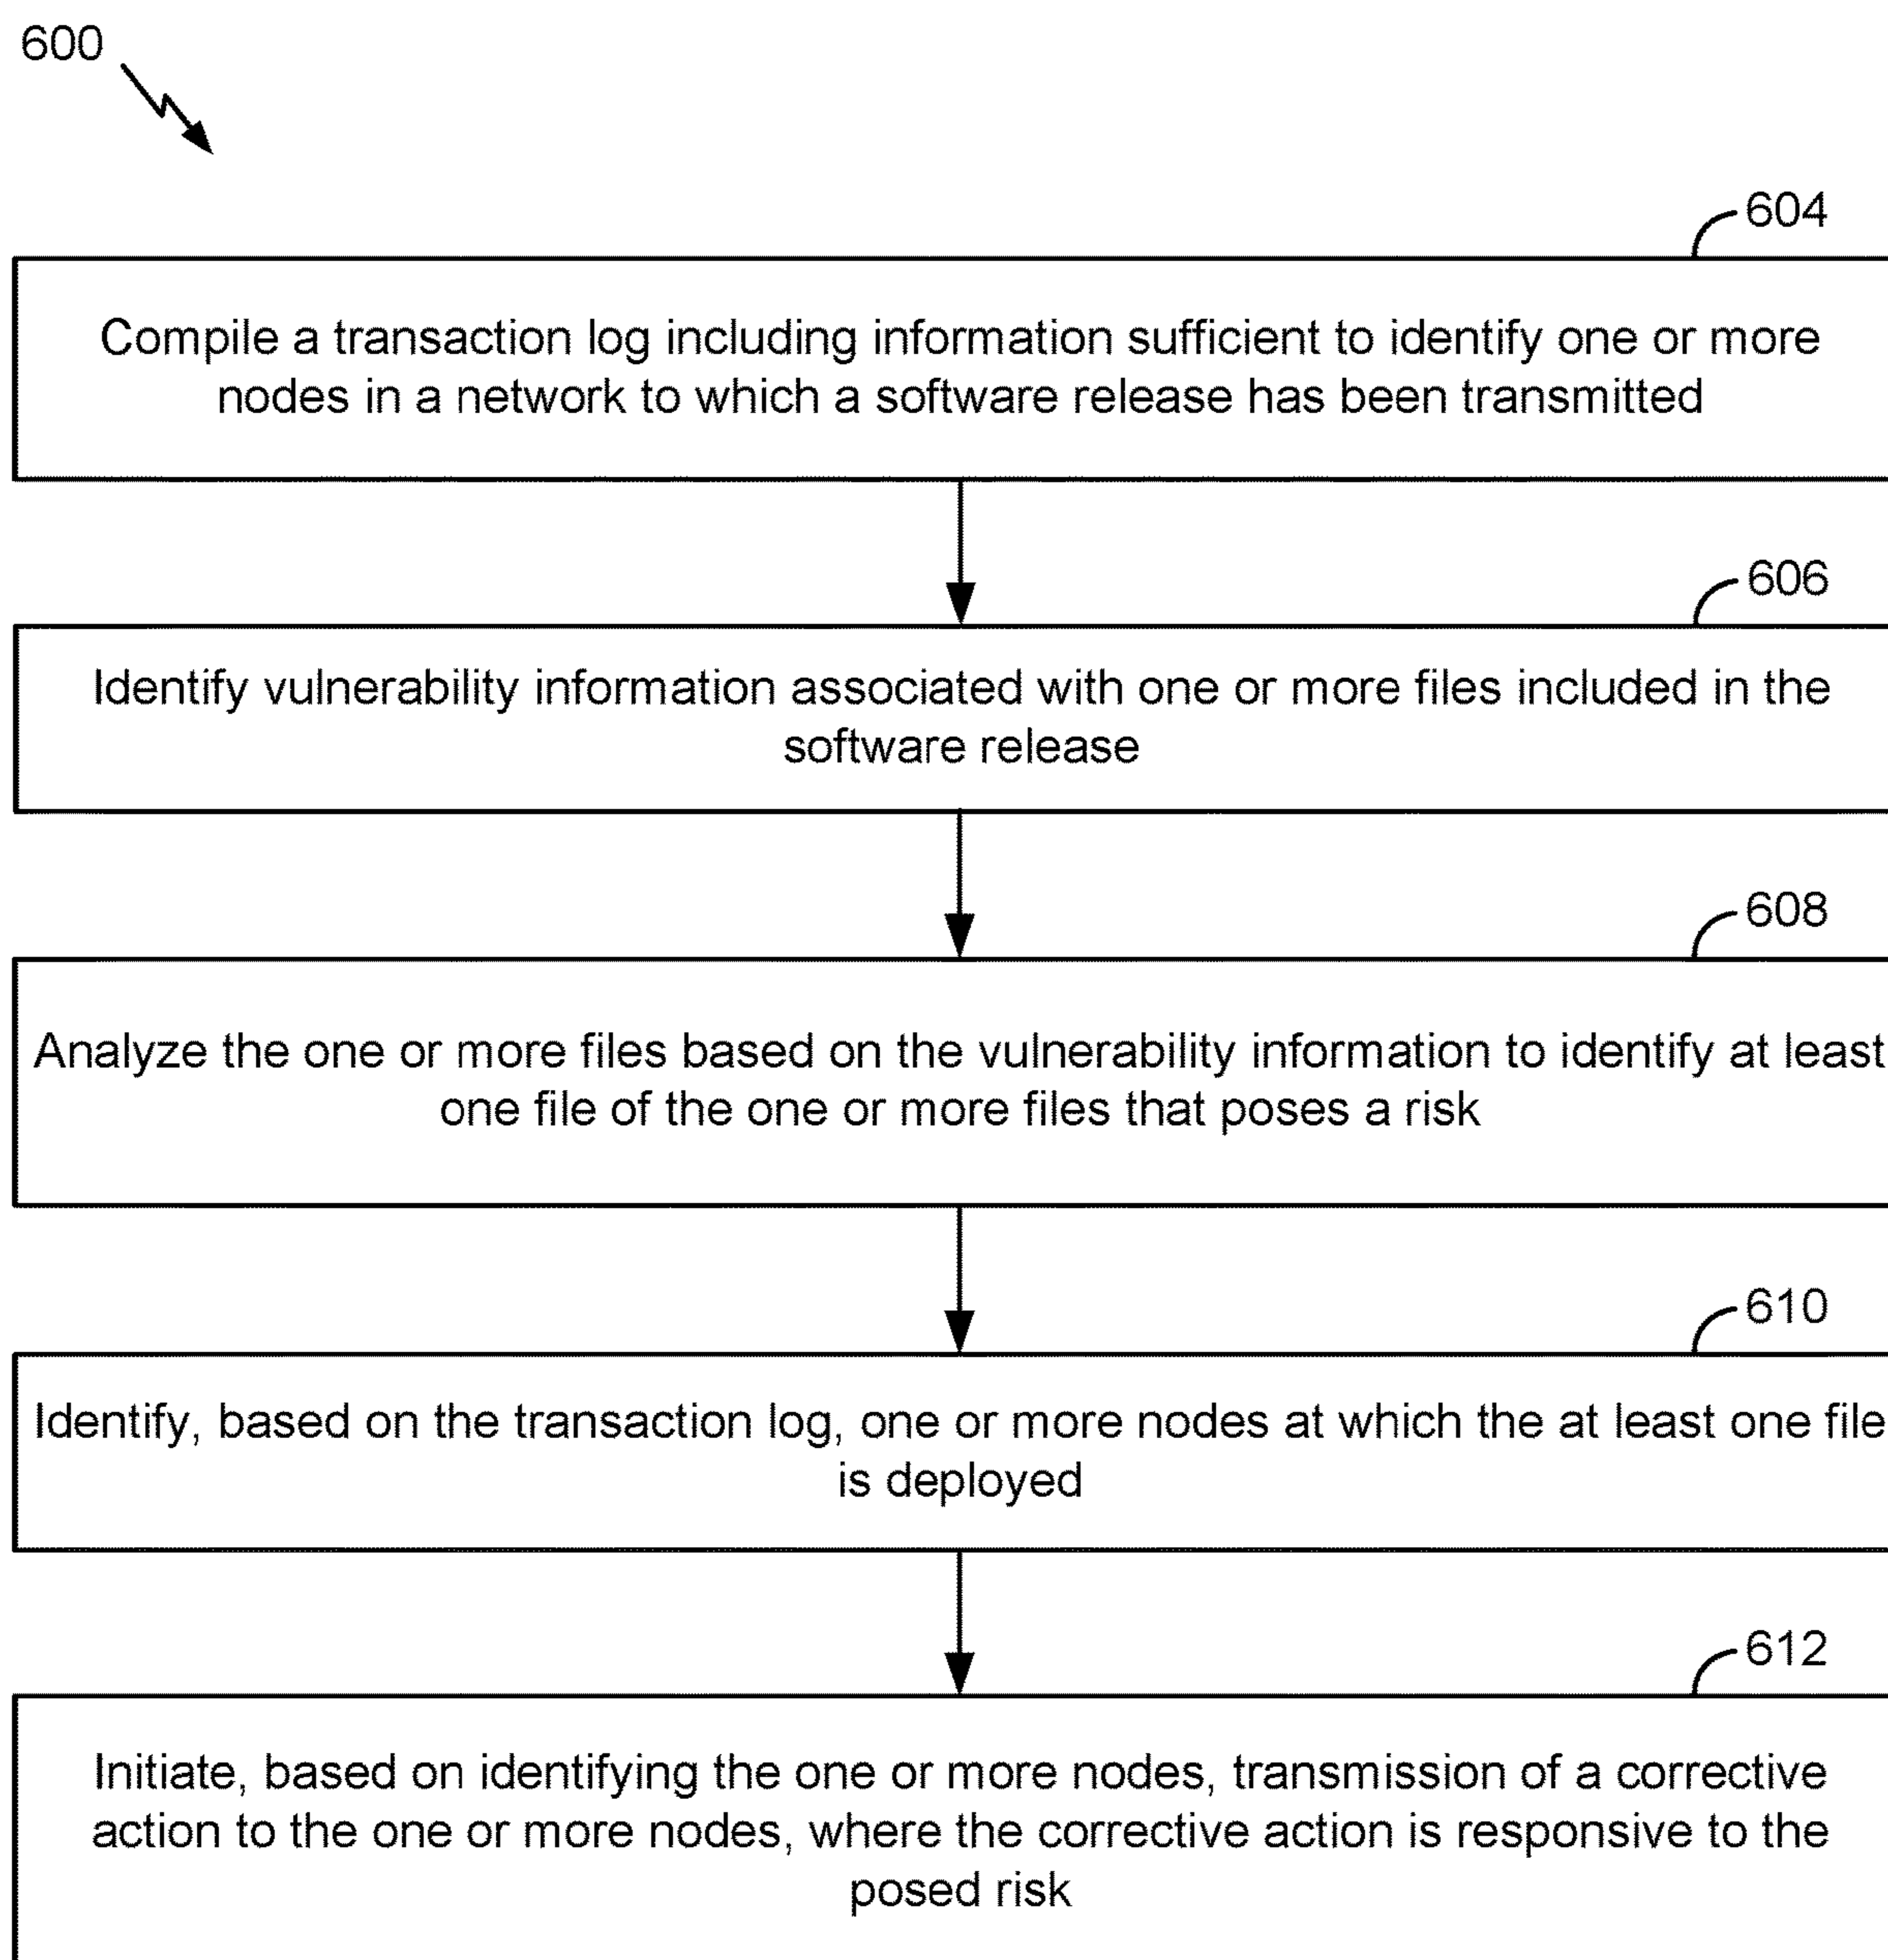 600
604
Compile a transaction log including information sufficient to identify one or more
nodes in a network to which a software release has been transmitted
606
Identify vulnerability information associated with one or more files included in the
software release
608
Analyze the one or more files based on the vulnerability information to identify at least
one file of the one or more files that poses a risk
610
Identify, based on the transaction log, one or more nodes at which the at least one file
is deployed
612
Initiate, based on identifying the one or more nodes, transmission of a corrective
action to the one or more nodes, where the corrective action is responsive to the
posed risk